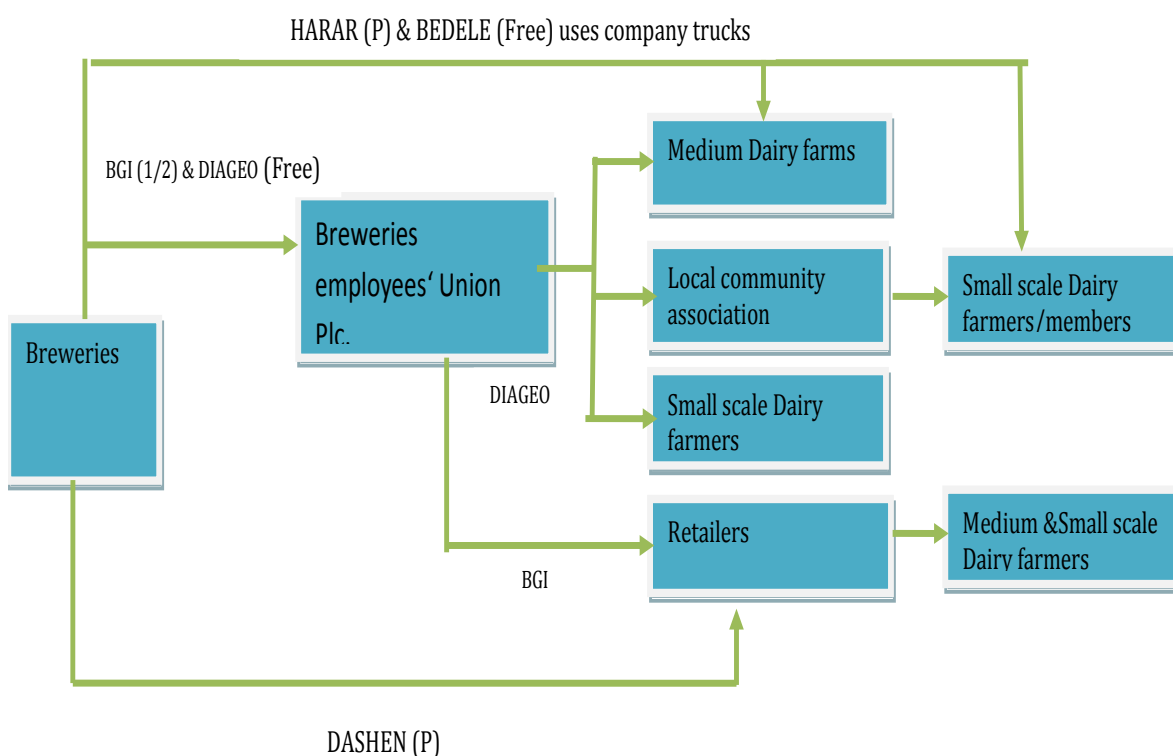 HARAR (P) & BEDELE (Free) uses company trucks
Medium Dairy farms
BGI (1/2) & DIAGEO (Free)
Breweries
employees‘ Union
Plc.
Local community
association
Small scale Dairy
farmers/members
Breweries
DIAGEO
Small scale Dairy
farmers
Retailers
Medium &Small scale
Dairy farmers
BGI
DASHEN (P)